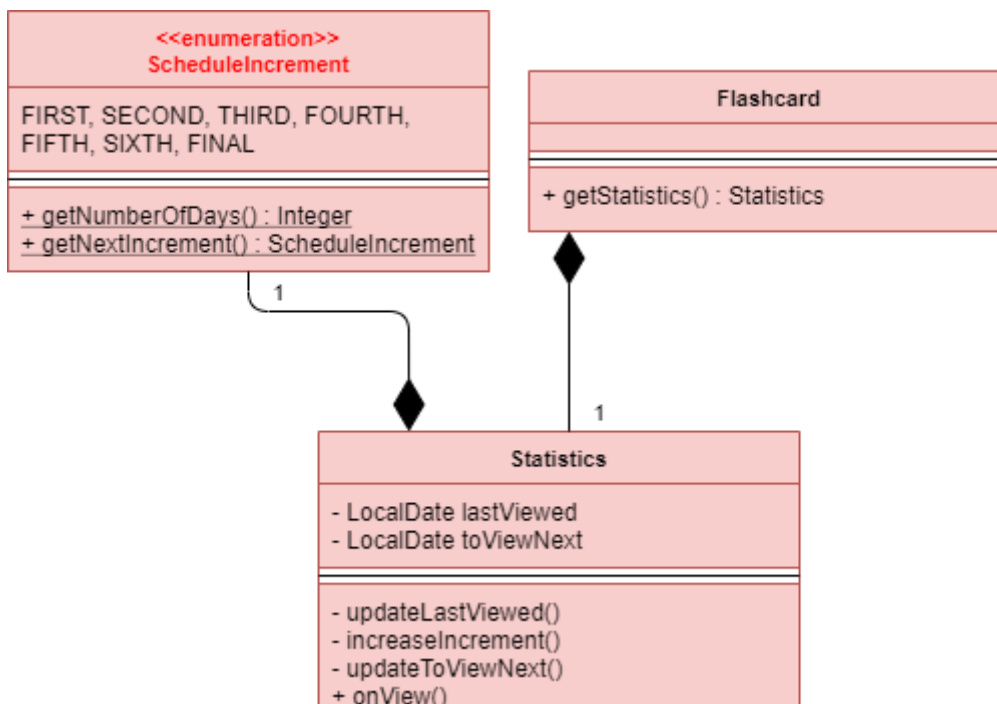 <<enumeration>>
ScheduleIncrement
FIRST, SECOND, THIRD, FOURTH,
FIFTH, SIXTH, FINAL
+ getNumberOfDays() : Integer
+ getNextIncrement() : ScheduleIncrement
1
Flashcard
+ getStatistics() : Statistics
1
Statistics
- LocalDate lastViewed
- LocalDate toViewNext
- updateLastViewed()
- increaseIncrement()
- updateToViewNext()
+ onView()